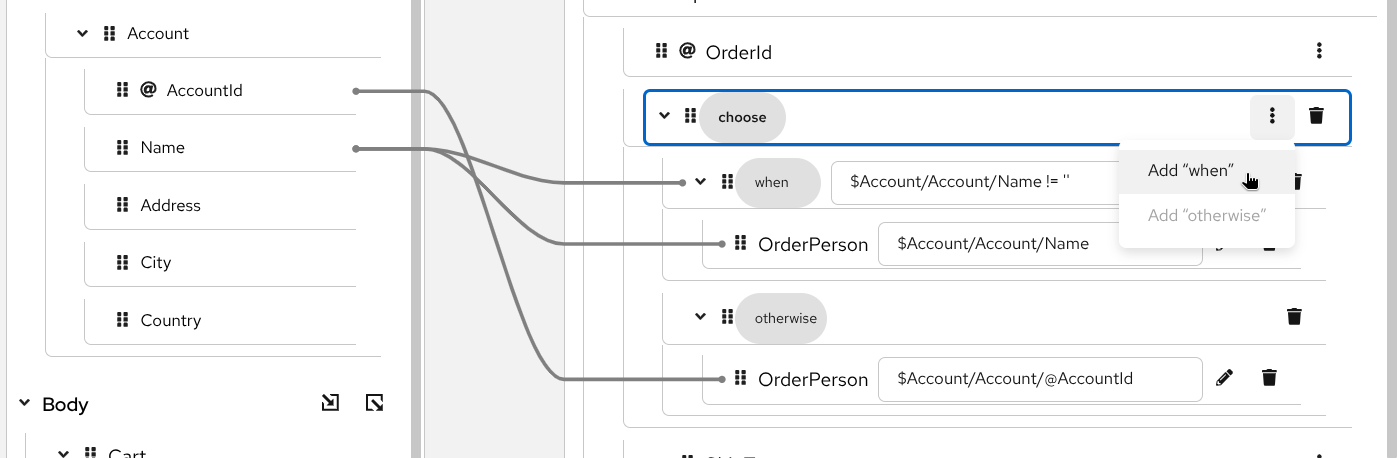 Account
@ AccountId
Name
Address
City
Country
Body
Cart
@ OrderId
choose
Add “when”
Add “otherwise”
when $Account/Account/Name != ''
OrderPerson $Account/Account/Name
otherwise
OrderPerson $Account/Account/@AccountId